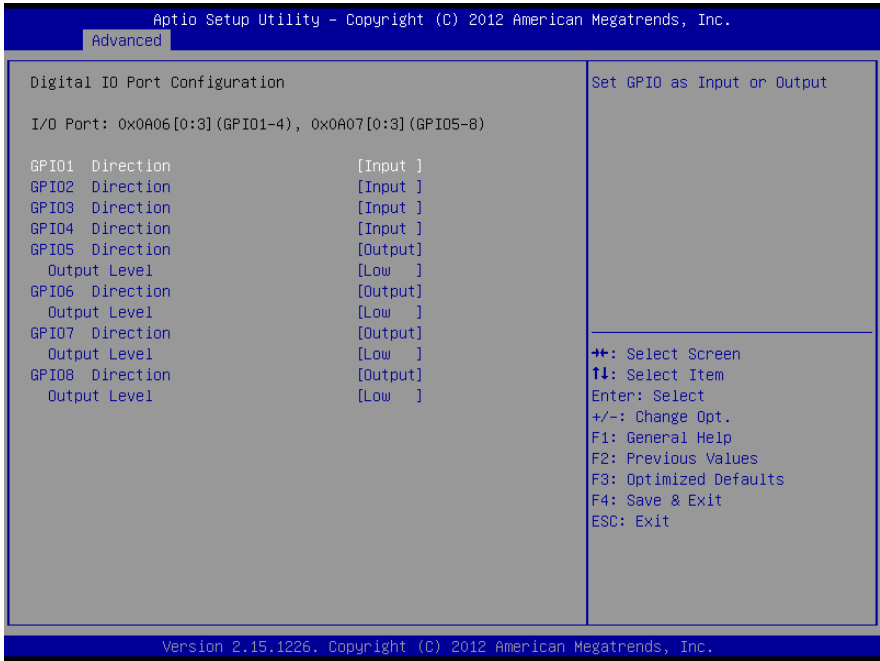 Aptio Setup Utility – Copyright (C) 2012 American Megatrends, Inc.
Advanced
Digital IO Port Configuration
I/O Port: 0x0A06[0:3](GPIO1-4), 0x0A07[0:3](GPIO5-8)
GPIO1 Direction [Input ]
GPIO2 Direction [Input ]
GPIO3 Direction [Input ]
GPIO4 Direction [Input ]
GPIO5 Direction [Output]
Output Level [Low ]
GPIO6 Direction [Output]
Output Level [Low ]
GPIO7 Direction [Output]
Output Level [Low ]
GPIO8 Direction [Output]
Output Level [Low ]
Set GPIO as Input or Output
→←: Select Screen
↑↓: Select Item
Enter: Select
+/-: Change Opt.
F1: General Help
F2: Previous Values
F3: Optimized Defaults
F4: Save & Exit
ESC: Exit
Version 2.15.1226. Copyright (C) 2012 American Megatrends, Inc.